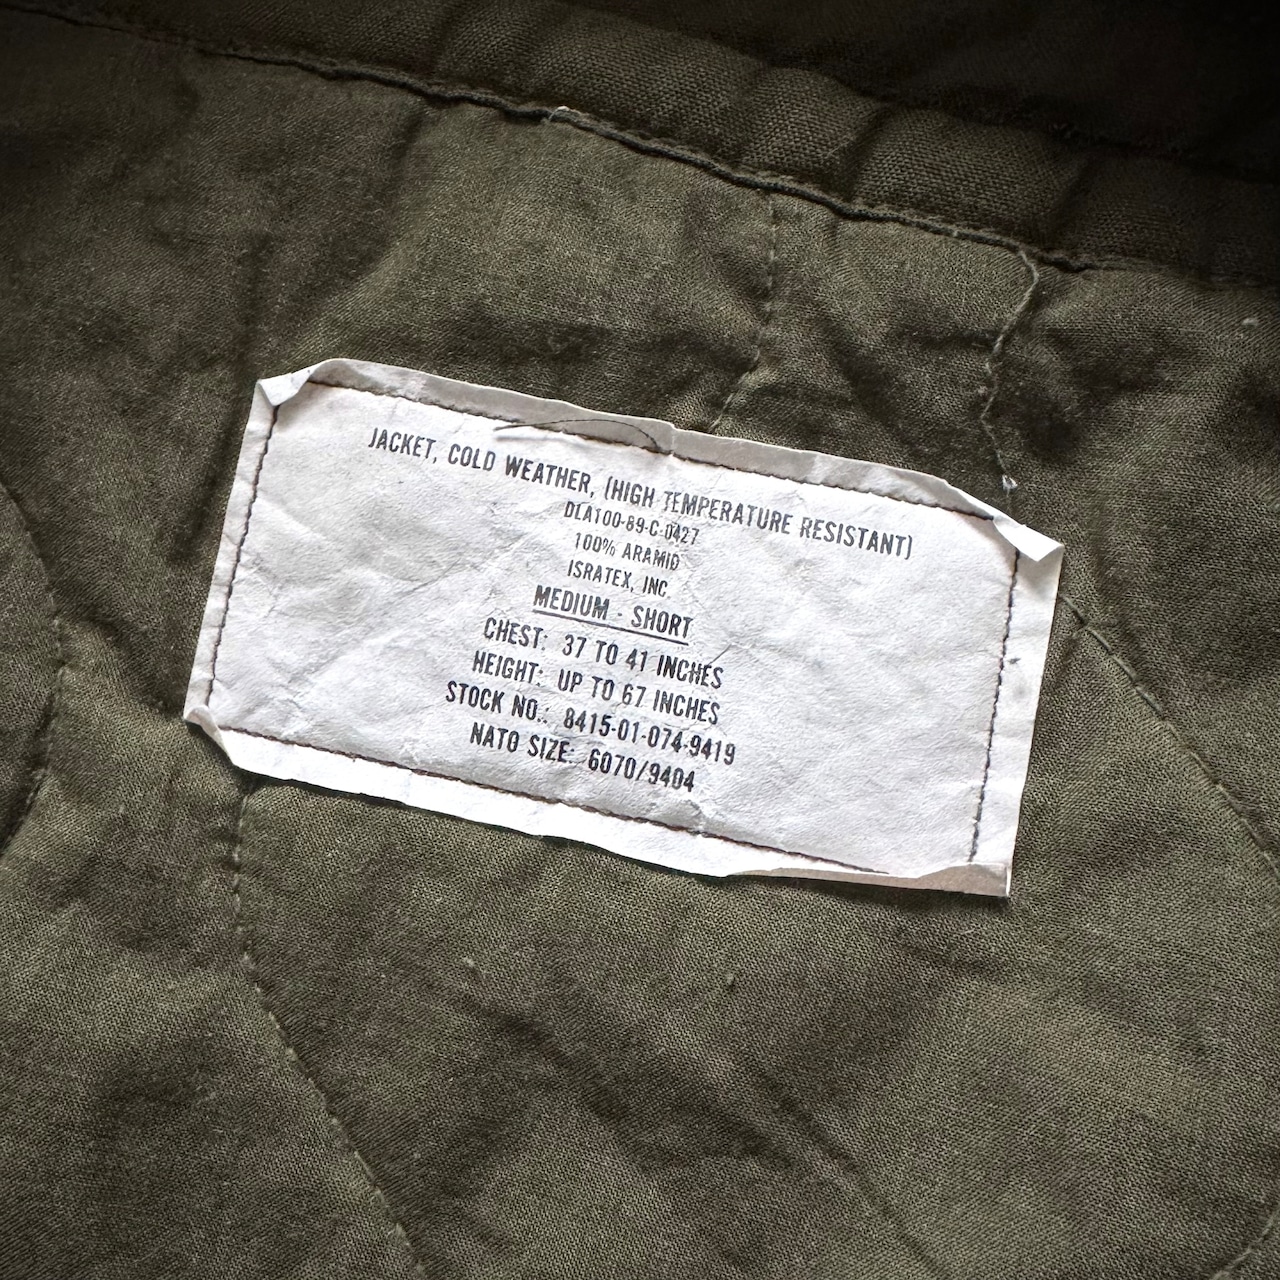 JACKET, COLD WEATHER, (HIGH TEMPERATURE RESISTANT)
DLA100-89-C-0427
100% ARAMID
ISRATEX, INC.
MEDIUM - SHORT
CHEST: 37 TO 41 INCHES
HEIGHT: UP TO 67 INCHES
STOCK NO.: 8415-01-074-9419
NATO SIZE: 6070/9404